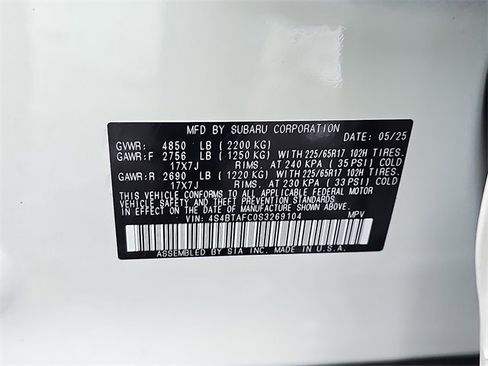 MFD BY SUBARU CORPORATION DATE: 05/25
GVWR: 4850 LB (2200 KG)
GAWR:F 2756 LB (1250 KG) WITH 225/65R17 102H TIRES.
17X7J RIMS. AT 240 KPA ( 35 PSI) COLD
GAWR:R 2690 LB (1220 KG) WITH 225/65R17 102H TIRES.
17X7J RIMS. AT 230 KPA ( 33 PSI) COLD
THIS VEHICLE CONFORMS TO ALL APPLICABLE FEDERAL MOTOR
VEHICLE SAFETY AND THEFT PREVENTION STANDARDS
IN EFFECT ON THE DATE OF MANUFACTURE SHOWN ABOVE.
VIN: 4S4BTAFC0S3269104 MPV
ASSEMBLED BY SIA INC. MADE IN U.S.A.